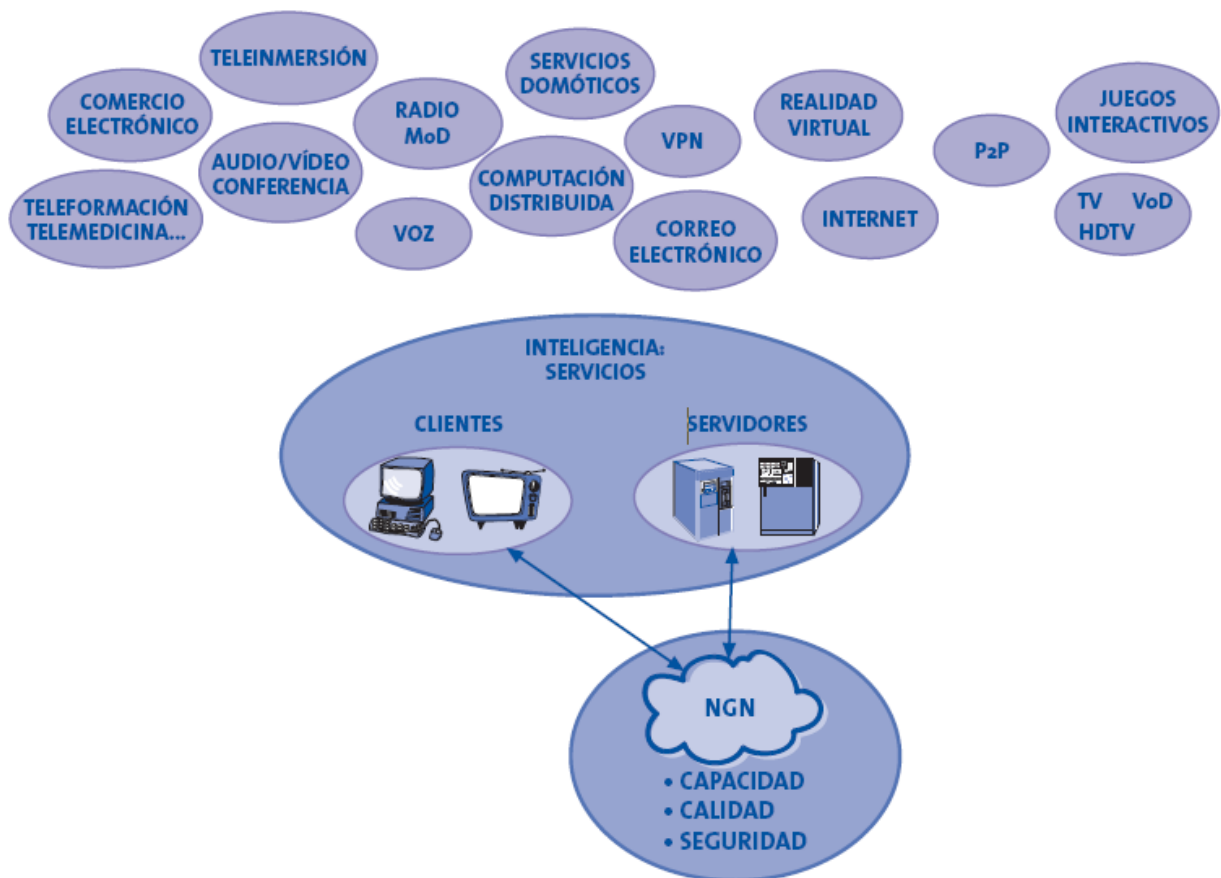 TELEINMERSIÓN
SERVICIOS
DOMÓTICOS
COMERCIO
ELECTRÓNICO
RADIO
MoD
REALIDAD
VIRTUAL
JUEGOS
INTERACTIVOS
VPN
P2P
AUDIO/VÍDEO
CONFERENCIA
COMPUTACIÓN
DISTRIBUIDA
TELEFORMACIÓN
TELEMEDICINA...
VOZ
CORREO
ELECTRÓNICO
INTERNET
TV VoD
HDTV
INTELIGENCIA:
SERVICIOS
CLIENTES
SERVIDORES
NGN
• CAPACIDAD
• CALIDAD
• SEGURIDAD